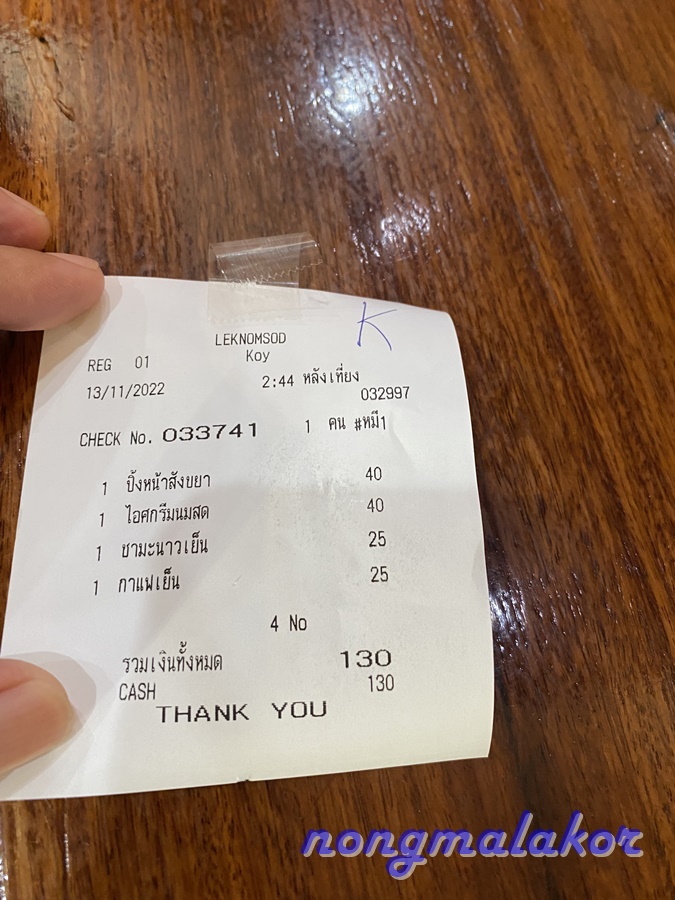 K
LEKNOMSOD
Koy
REG 01
13/11/2022 2:44 หลังเที่ยง
032997
CHECK No. 033741 1 คน #หมี1
1 ปิ้งหน้าสังขยา 40
1 ไอศกรีมนมสด 40
1 ชามะนาวเย็น 25
1 กาแฟเย็น 25
4 No
รวมเงินทั้งหมด 130
CASH 130
THANK YOU
nongmalakor